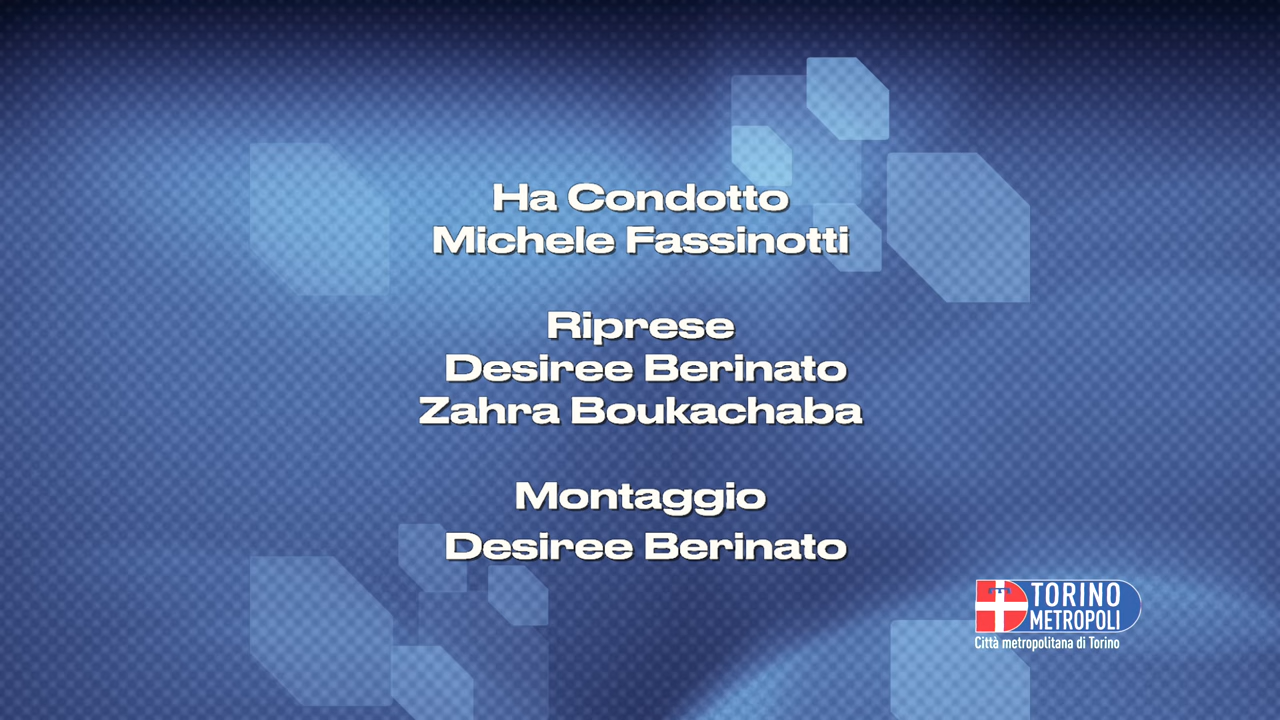 Ha Condotto
Michele Fassinotti
Riprese
Desiree Berinato
Zahra Boukachaba
Montaggio
Desiree Berinato
TORINO
METROPOLI
Città metropolitana di Torino